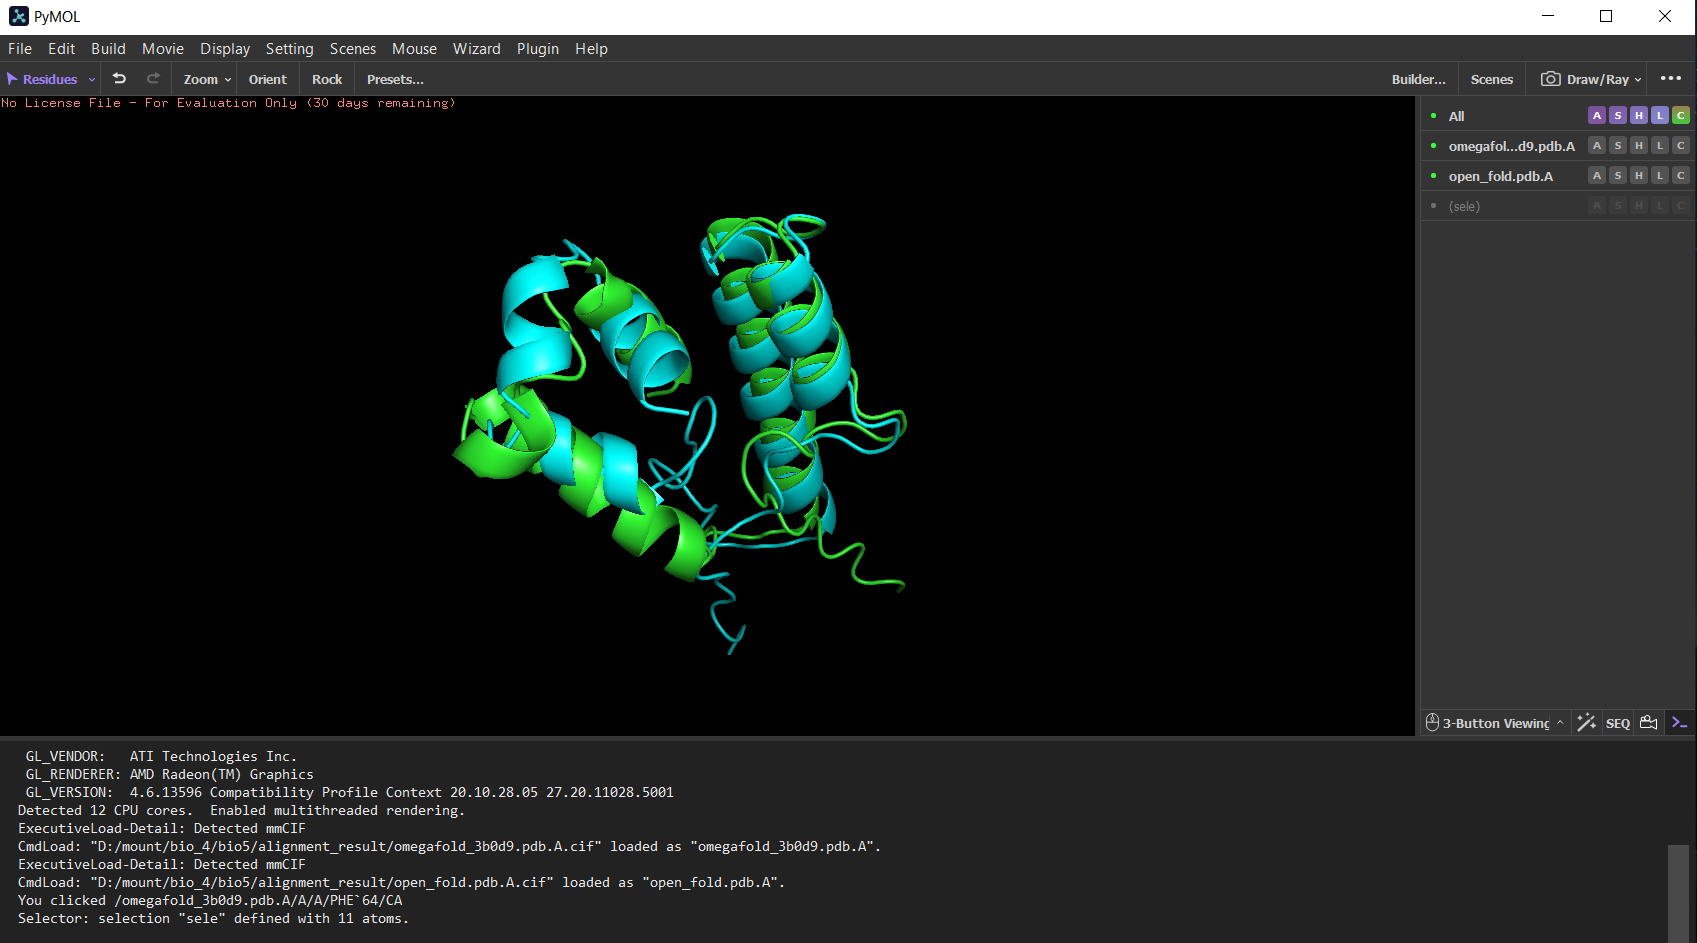 PyMOL
File Edit Build Movie Display Setting Scenes Mouse Wizard Plugin Help
Residues Zoom Orient Rock Presets... Builder... Scenes Draw/Ray
No License File - For Evaluation Only (30 days remaining)
All A S H L C
omegafol...d9.pdb.A A S H L C
open_fold.pdb.A A S H L C
(sele) A S H L C
3-Button Viewing SEQ
GL_VENDOR: ATI Technologies Inc.
GL_RENDERER: AMD Radeon(TM) Graphics
GL_VERSION: 4.6.13596 Compatibility Profile Context 20.10.28.05 27.20.11028.5001
Detected 12 CPU cores. Enabled multithreaded rendering.
ExecutiveLoad-Detail: Detected mmCIF
CmdLoad: "D:/mount/bio_4/bio5/alignment_result/omegafold_3b0d9.pdb.A.cif" loaded as "omegafold_3b0d9.pdb.A".
ExecutiveLoad-Detail: Detected mmCIF
CmdLoad: "D:/mount/bio_4/bio5/alignment_result/open_fold.pdb.A.cif" loaded as "open_fold.pdb.A".
You clicked /omegafold_3b0d9.pdb.A/A/A/PHE`64/CA
Selector: selection "sele" defined with 11 atoms.